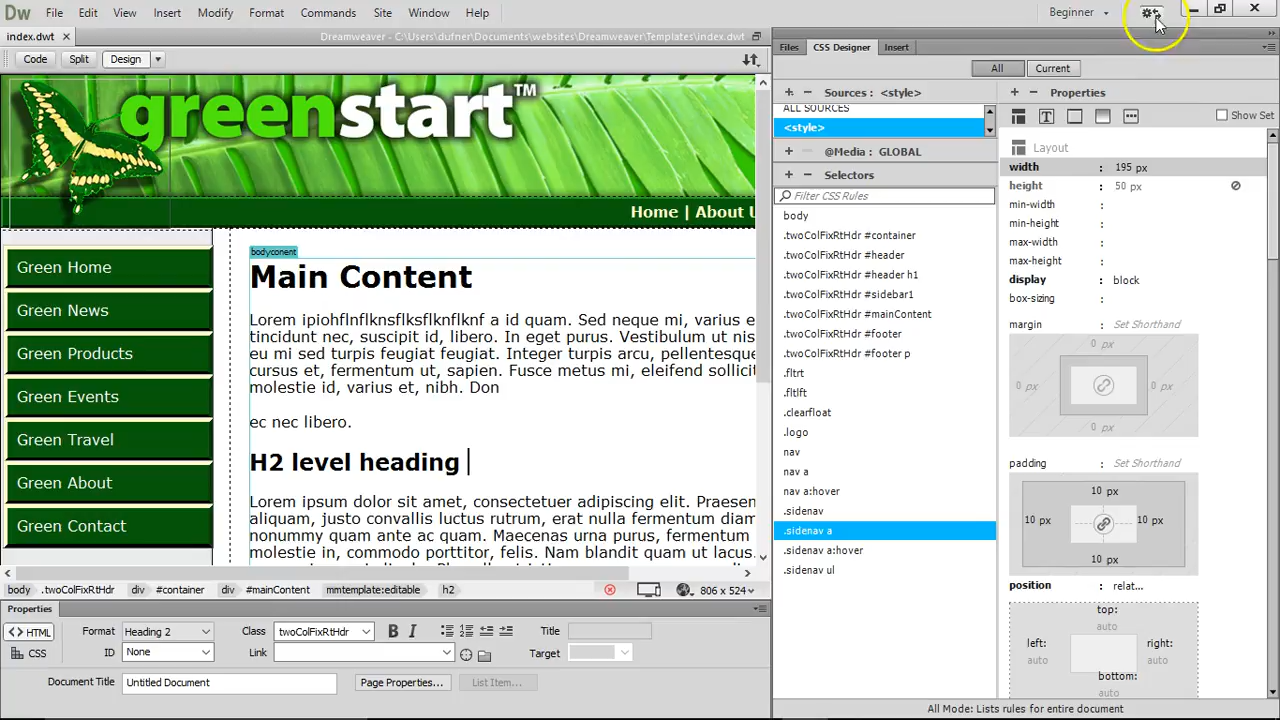 Dw File Edit View Insert Modify Format Commands Site Window Help Beginner
index.dwt Dreamweaver - C:\Users\dufner\Documents\websites\Dreamweaver\Templates\index.dwt
Code Split Design
greenstart™
Home | About U
Green Home
Green News
Green Products
Green Events
Green Travel
Green About
Green Contact
bodyconent
Main Content
Lorem ipiohflnflknsflksflknflknf a id quam. Sed neque mi, varius e
tincidunt nec, suscipit id, libero. In eget purus. Vestibulum
eu mi sed turpis feugiat feugiat. Integer turpis arcu, pellentesque
cursus et, fermentum ut, sapien. Fusce metus mi, eleifend sollicit
molestie id, varius et, nibh. Don
ec nec libero.
H2 level heading
Lorem ipsum dolor sit amet, consectetuer adipiscing elit. Praesen
aliquam, justo convallis luctus rutrum, erat nulla fermentum diam
nonummy quam ante ac quam. Maecenas urna purus, fermentum
molestie in, commodo porttitor, felis. Nam blandit quam ut lacus.
body .twoColFixRtHdr div #container div #mainContent mmtemplate:editable h2 806 x 524
Properties
<> HTML Format Heading 2 Class twoColFixRtHdr B I Title
CSS ID None Link Target
Document Title Untitled Document Page Properties... List Item...
Files CSS Designer Insert
All Current
Sources : <style>
ALL SOURCES
<style>
@Media : GLOBAL
Selectors
Filter CSS Rules
body
.twoColFixRtHdr #container
.twoColFixRtHdr #header
.twoColFixRtHdr #header h1
.twoColFixRtHdr #sidebar1
.twoColFixRtHdr #mainContent
.twoColFixRtHdr #footer
.twoColFixRtHdr #footer p
.fltrt
.fltlft
.clearfloat
.logo
nav
nav a
nav a:hover
.sidenav
.sidenav a
.sidenav a:hover
.sidenav ul
Properties
T Show Set
Layout
width : 195 px
height : 50 px
min-width :
min-height :
max-width :
max-height :
display : block
box-sizing :
margin : Set Shorthand
0 px
0 px 0 px
0 px
padding : Set Shorthand
10 px
10 px 10 px
10 px
position : relat...
top:
auto
left: right:
auto auto
bottom:
auto
All Mode: Lists rules for entire document